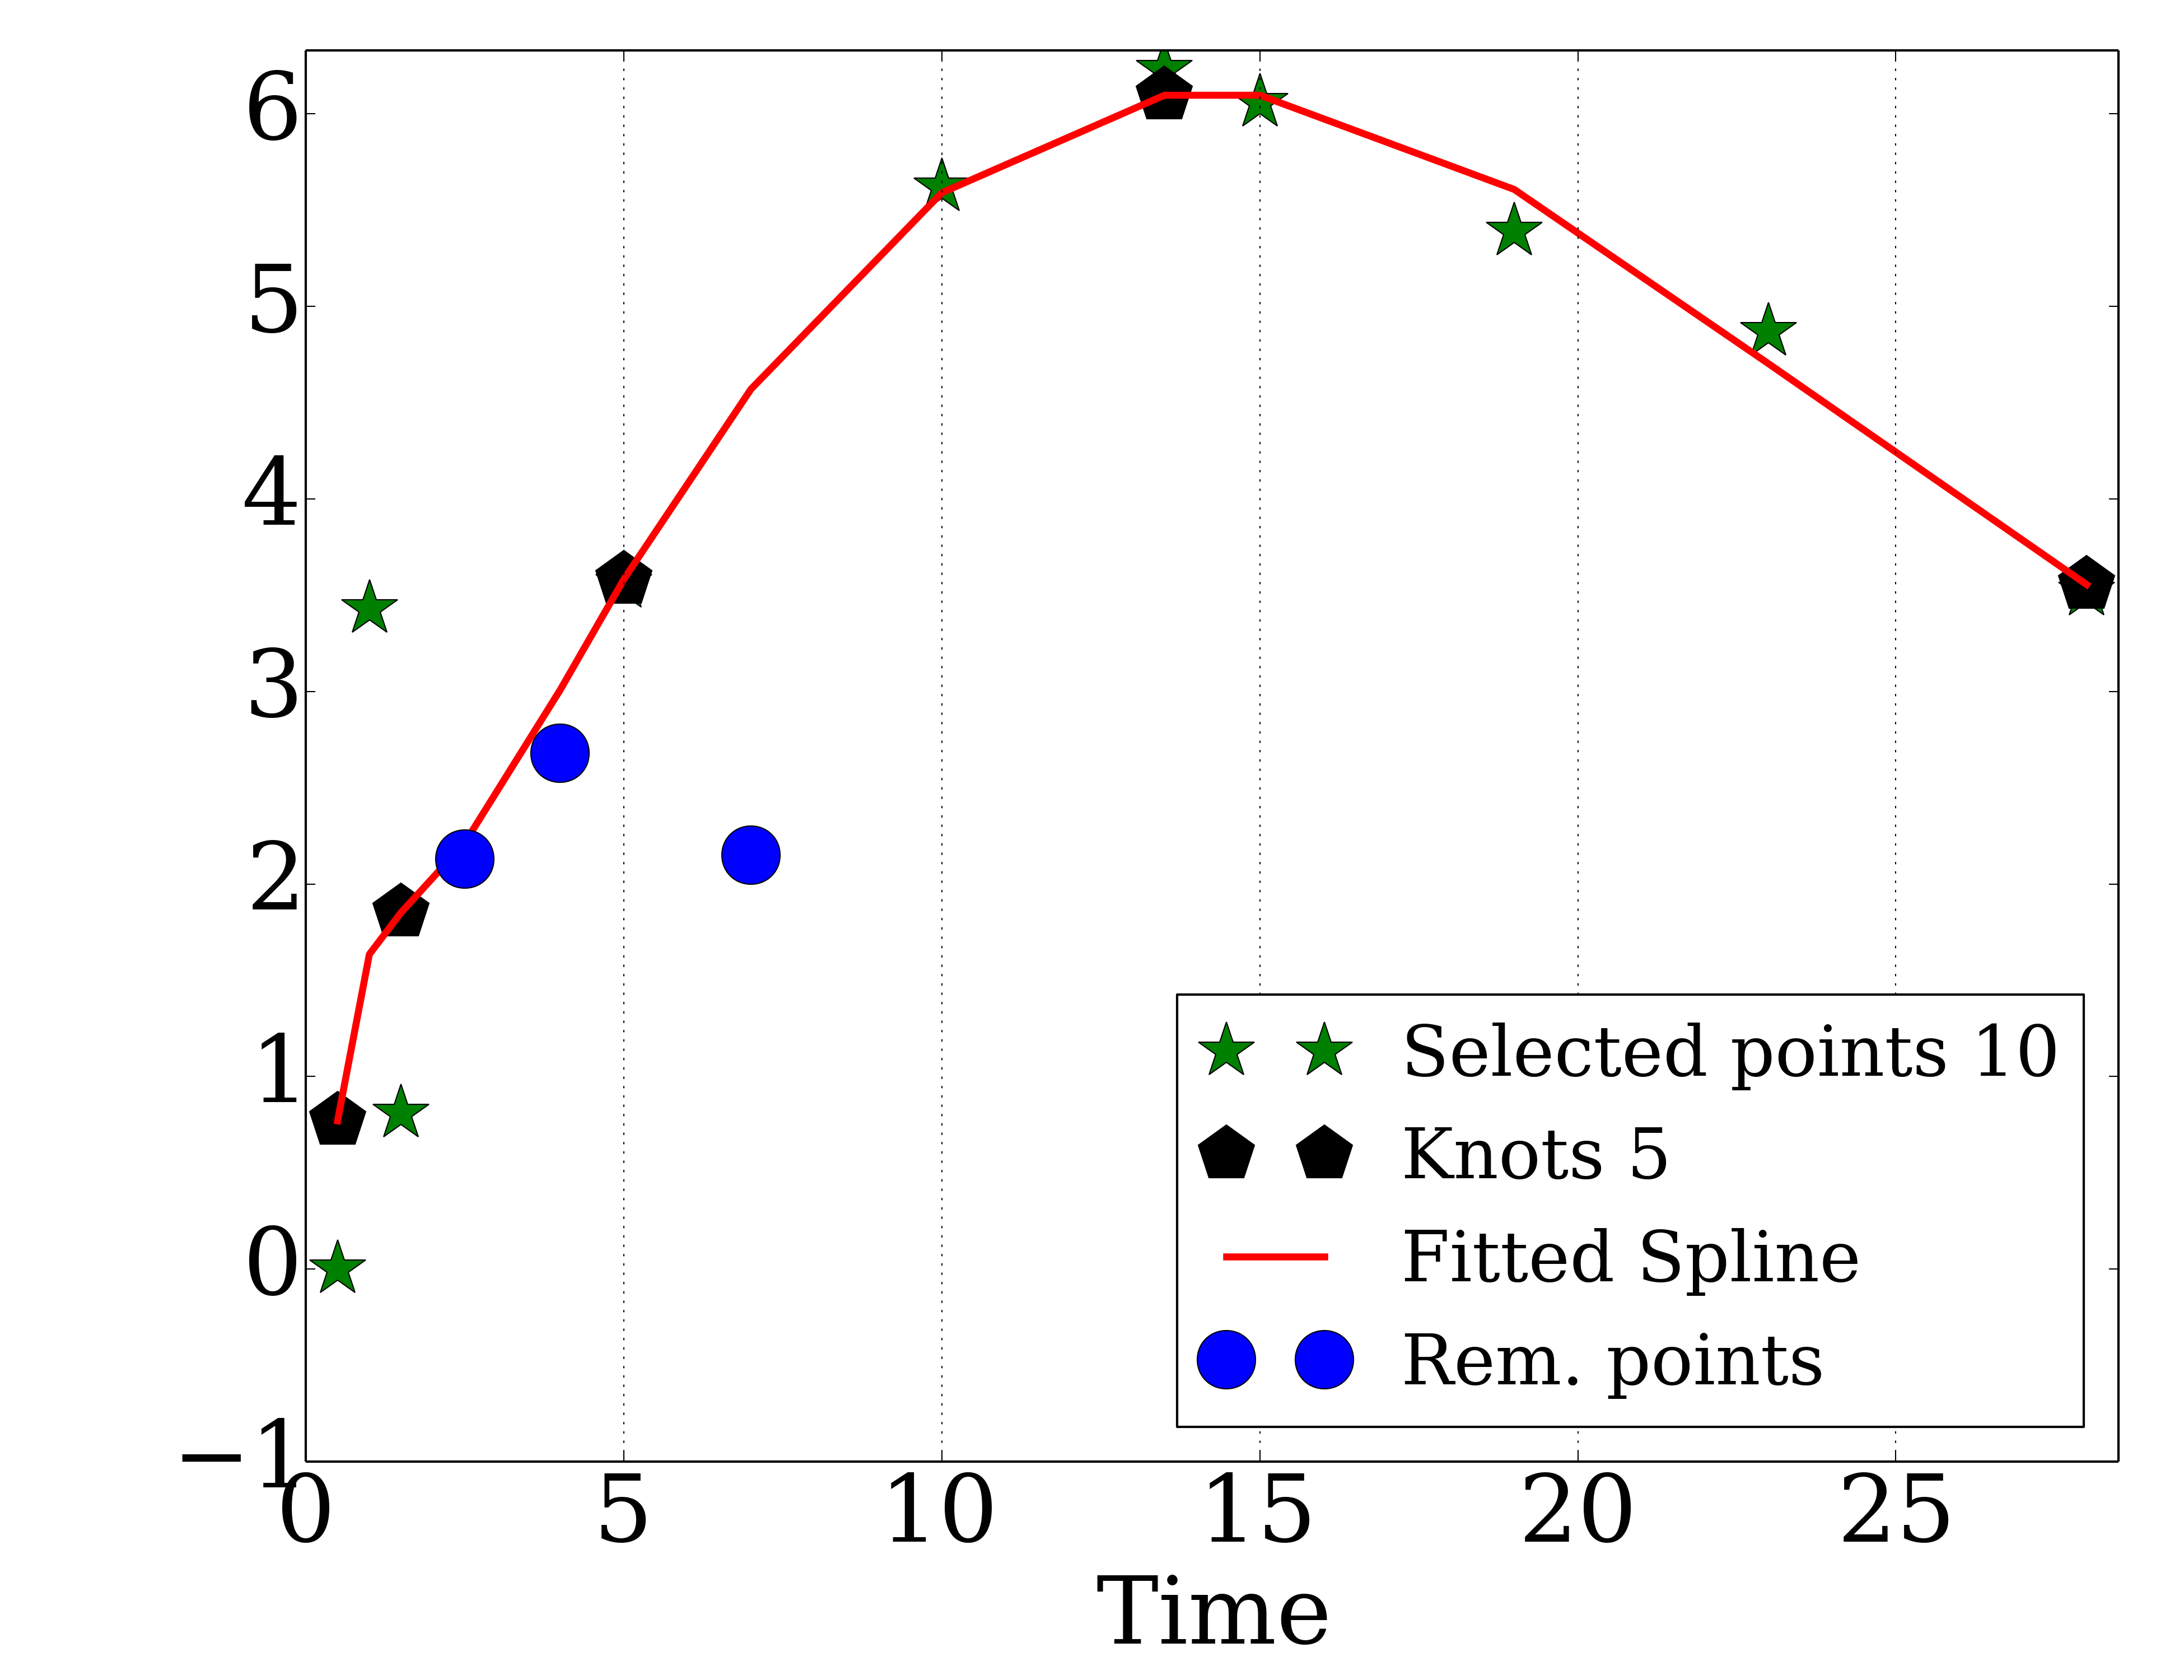 6
5
4
3
2
1
0
−1
0 5 10 15 20 25
Time
Selected points 10
Knots 5
Fitted Spline
Rem. points